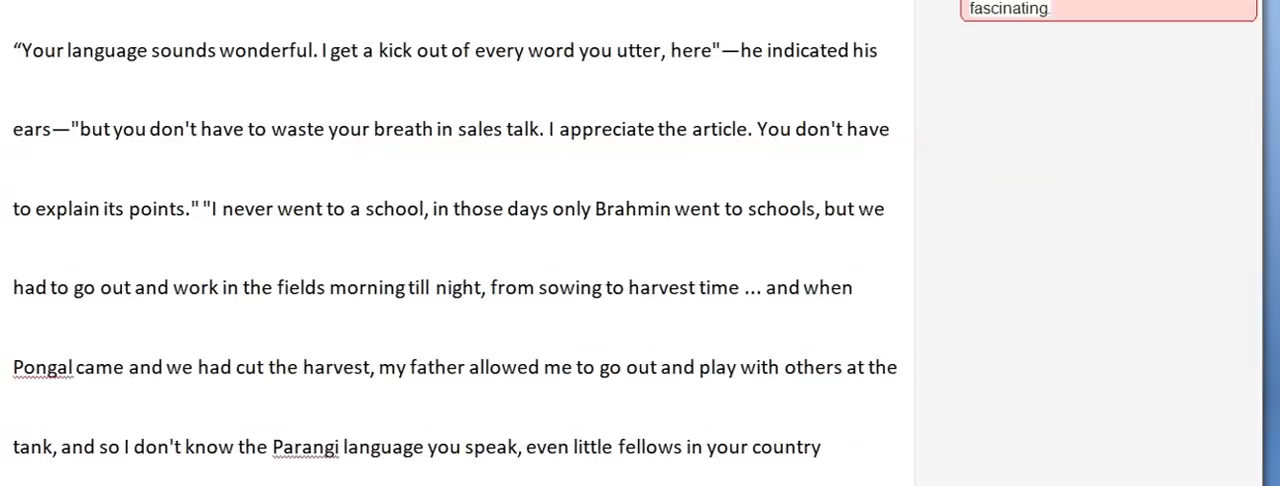 fascinating.
“Your language sounds wonderful. I get a kick out of every word you utter, here"—he indicated his
ears—"but you don't have to waste your breath in sales talk. I appreciate the article. You don't have
to explain its points." "I never went to a school, in those days only Brahmin went to schools, but we
had to go out and work in the fields morning till night, from sowing to harvest time ... and when
Pongal came and we had cut the harvest, my father allowed me to go out and play with others at the
tank, and so I don't know the Parangi language you speak, even little fellows in your country